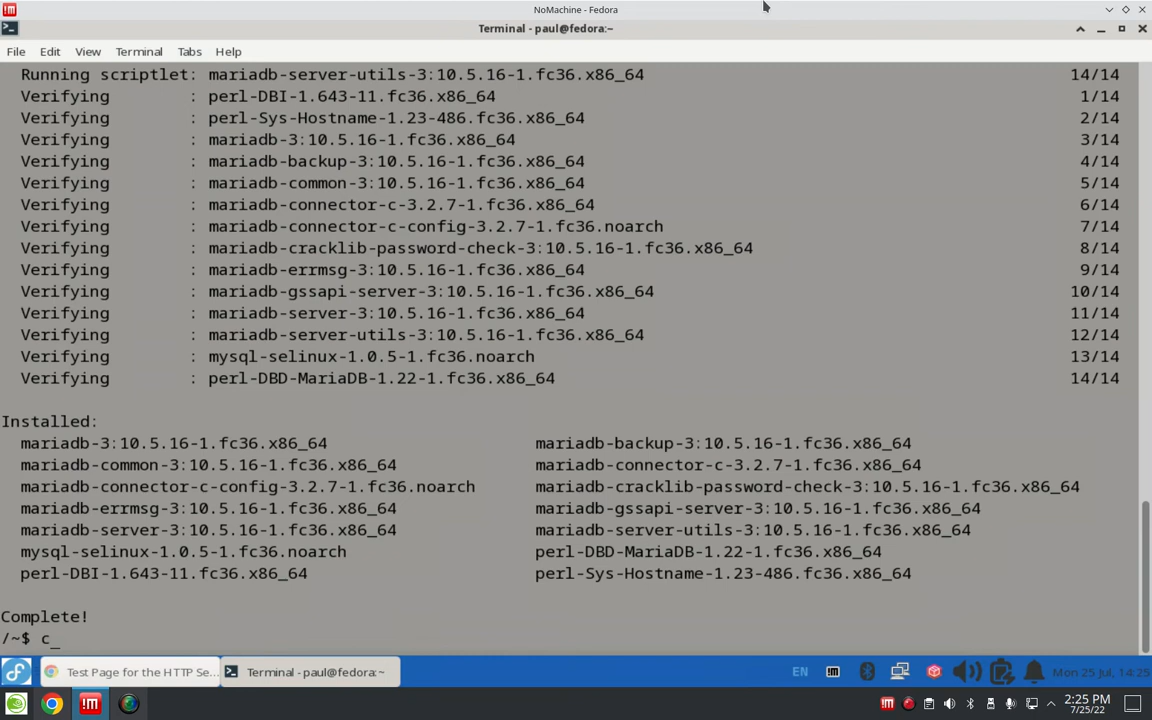 NoMachine - Fedora
Terminal - paul@fedora:~
File Edit View Terminal Tabs Help
Running scriptlet: mariadb-server-utils-3:10.5.16-1.fc36.x86_64 14/14
Verifying : perl-DBI-1.643-11.fc36.x86_64 1/14
Verifying : perl-Sys-Hostname-1.23-486.fc36.x86_64 2/14
Verifying : mariadb-3:10.5.16-1.fc36.x86_64 3/14
Verifying : mariadb-backup-3:10.5.16-1.fc36.x86_64 4/14
Verifying : mariadb-common-3:10.5.16-1.fc36.x86_64 5/14
Verifying : mariadb-connector-c-3.2.7-1.fc36.x86_64 6/14
Verifying : mariadb-connector-c-config-3.2.7-1.fc36.noarch 7/14
Verifying : mariadb-cracklib-password-check-3:10.5.16-1.fc36.x86_64 8/14
Verifying : mariadb-errmsg-3:10.5.16-1.fc36.x86_64 9/14
Verifying : mariadb-gssapi-server-3:10.5.16-1.fc36.x86_64 10/14
Verifying : mariadb-server-3:10.5.16-1.fc36.x86_64 11/14
Verifying : mariadb-server-utils-3:10.5.16-1.fc36.x86_64 12/14
Verifying : mysql-selinux-1.0.5-1.fc36.noarch 13/14
Verifying : perl-DBD-MariaDB-1.22-1.fc36.x86_64 14/14
Installed:
mariadb-3:10.5.16-1.fc36.x86_64 mariadb-backup-3:10.5.16-1.fc36.x86_64
mariadb-common-3:10.5.16-1.fc36.x86_64 mariadb-connector-c-3.2.7-1.fc36.x86_64
mariadb-connector-c-config-3.2.7-1.fc36.noarch mariadb-cracklib-password-check-3:10.5.16-1.fc36.x86_64
mariadb-errmsg-3:10.5.16-1.fc36.x86_64 mariadb-gssapi-server-3:10.5.16-1.fc36.x86_64
mariadb-server-3:10.5.16-1.fc36.x86_64 mariadb-server-utils-3:10.5.16-1.fc36.x86_64
mysql-selinux-1.0.5-1.fc36.noarch perl-DBD-MariaDB-1.22-1.fc36.x86_64
perl-DBI-1.643-11.fc36.x86_64 perl-Sys-Hostname-1.23-486.fc36.x86_64
Complete!
/~$ c_
Test Page for the HTTP Se... Terminal - paul@fedora:~ EN Mon 25 Jul, 14:25
2:25 PM
7/25/22